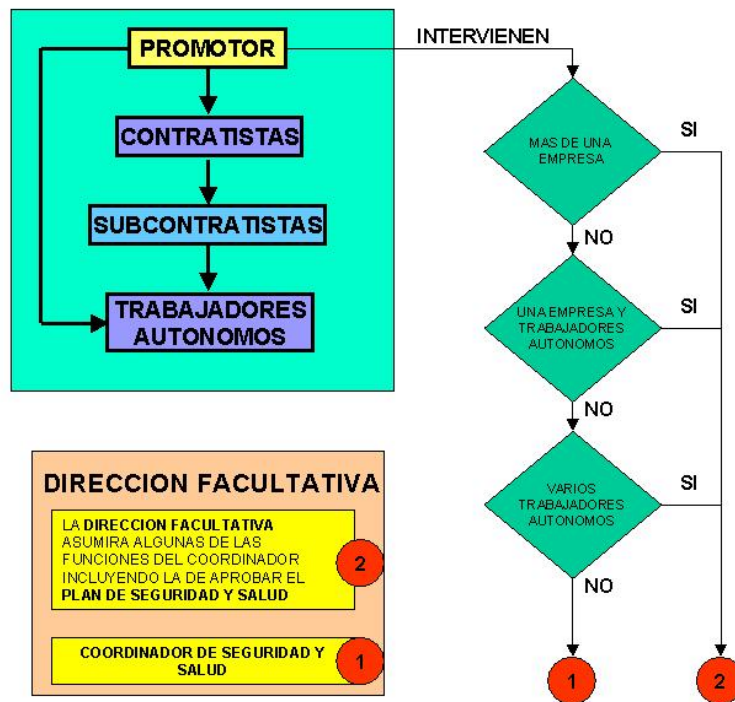 PROMOTOR
CONTRATISTAS
SUBCONTRATISTAS
TRABAJADORES
AUTONOMOS
INTERVIENEN
MAS DE UNA
EMPRESA
SI
NO
UNA EMPRESA Y
TRABAJADORES
AUTONOMOS
SI
NO
VARIOS
TRABAJADORES
AUTONOMOS
SI
NO
1
2
DIRECCION FACULTATIVA
LA DIRECCION FACULTATIVA
ASUMIRA ALGUNAS DE LAS
FUNCIONES DEL COORDINADOR
INCLUYENDO LA DE APROBAR EL
PLAN DE SEGURIDAD Y SALUD
2
COORDINADOR DE SEGURIDAD Y
SALUD
1